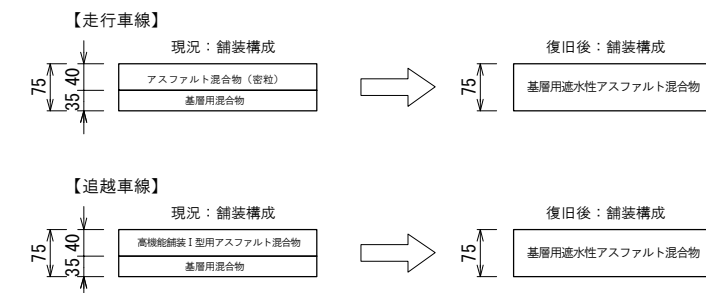 【走行車線】
現況：舗装構成
復旧後：舗装構成
75
40
35
アスファルト混合物（密粒）
基層用混合物
75
基層用遮水性アスファルト混合物
【追越車線】
現況：舗装構成
復旧後：舗装構成
75
40
35
高機能舗装Ⅰ型用アスファルト混合物
基層用混合物
75
基層用遮水性アスファルト混合物